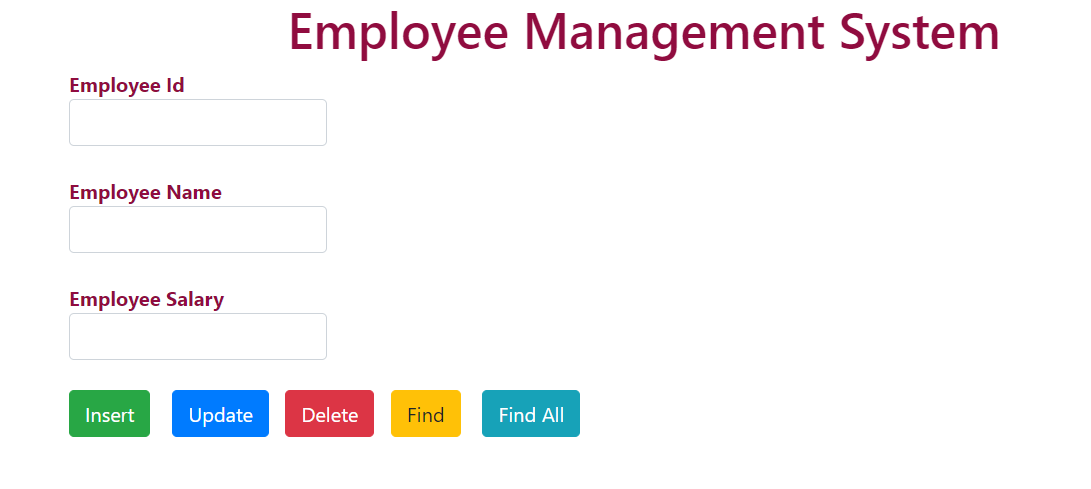 Employee Management System
Employee Id
Employee Name
Employee Salary
Insert Update Delete Find Find All